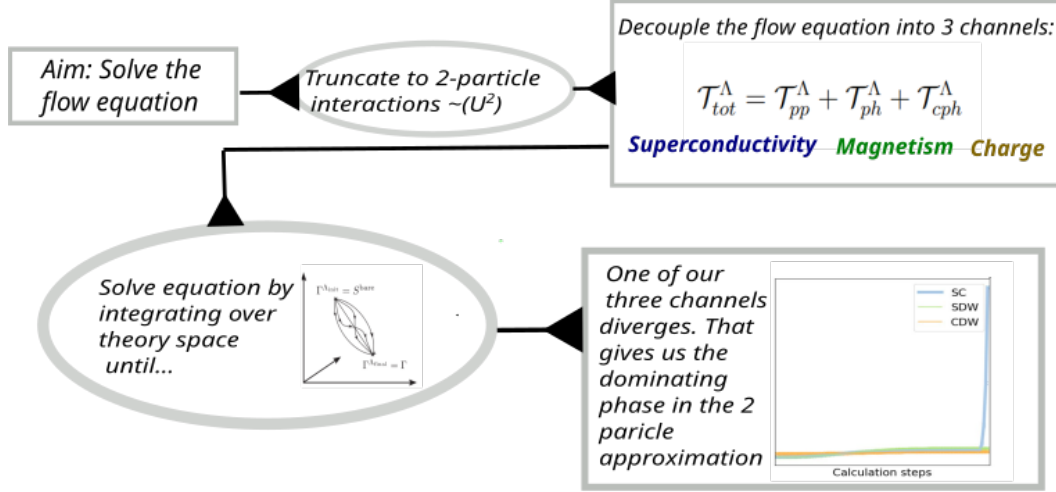 Aim: Solve the
flow equation
Truncate to 2-particle
interactions ~(U²)
Decouple the flow equation into 3 channels:
𝒯^Λ_tot = 𝒯^Λ_pp + 𝒯^Λ_ph + 𝒯^Λ_cph
Superconductivity Magnetism Charge
Solve equation by
integrating over
theory space
until...
Γ^Λinit = S^bare
Γ^Λfinal = Γ
One of our
three channels
diverges. That
gives us the
dominating
phase in the 2
paricle
approximation
SC
SDW
CDW
Calculation steps